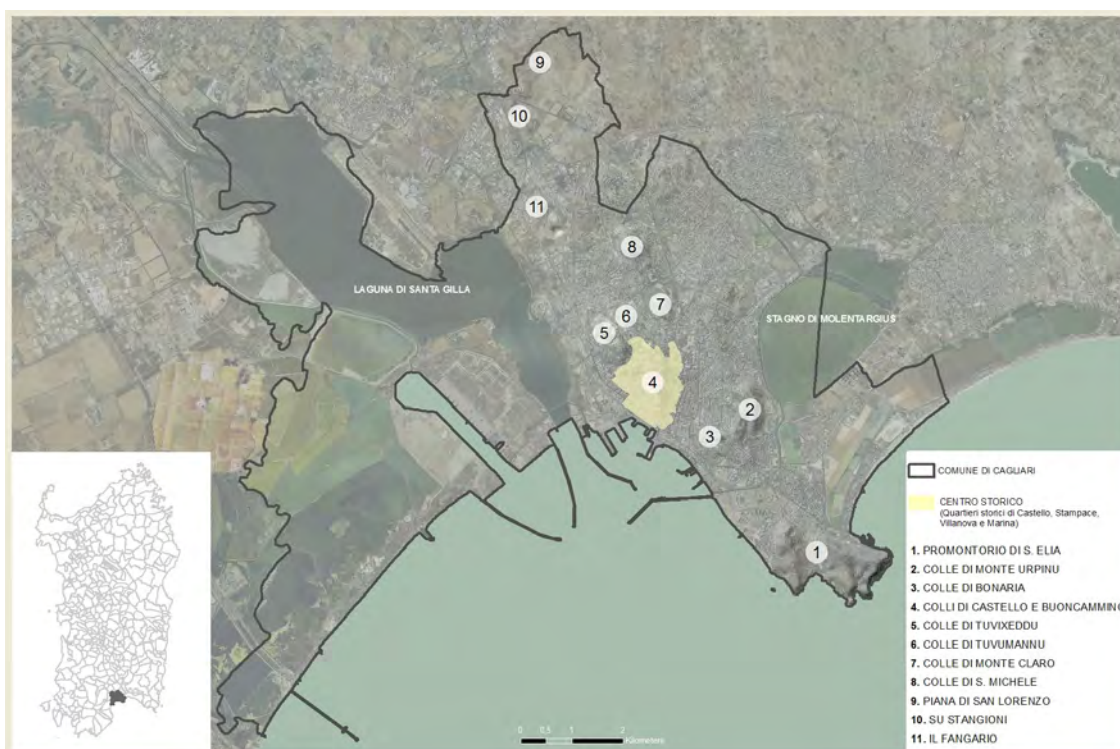 9
10
11
8
LAGUNA DI SANTA GILLA
7
6
STAGNO DI MOLENTARGIUS
5
4
2
3
1
COMUNE DI CAGLIARI
CENTRO STORICO
(Quartieri storici di Castello, Stampace,
Villanova e Marina)
1. PROMONTORIO DI S. ELIA
2. COLLE DI MONTE URPINU
3. COLLE DI BONARIA
4. COLLI DI CASTELLO E BUONCAMMINO
5. COLLE DI TUVIXEDDU
6. COLLE DI TUVUMANNU
7. COLLE DI MONTE CLARO
8. COLLE DI S. MICHELE
9. PIANA DI SAN LORENZO
10. SU STANGIONI
11. IL FANGARIO
0 0,5 1 2
Kilometers